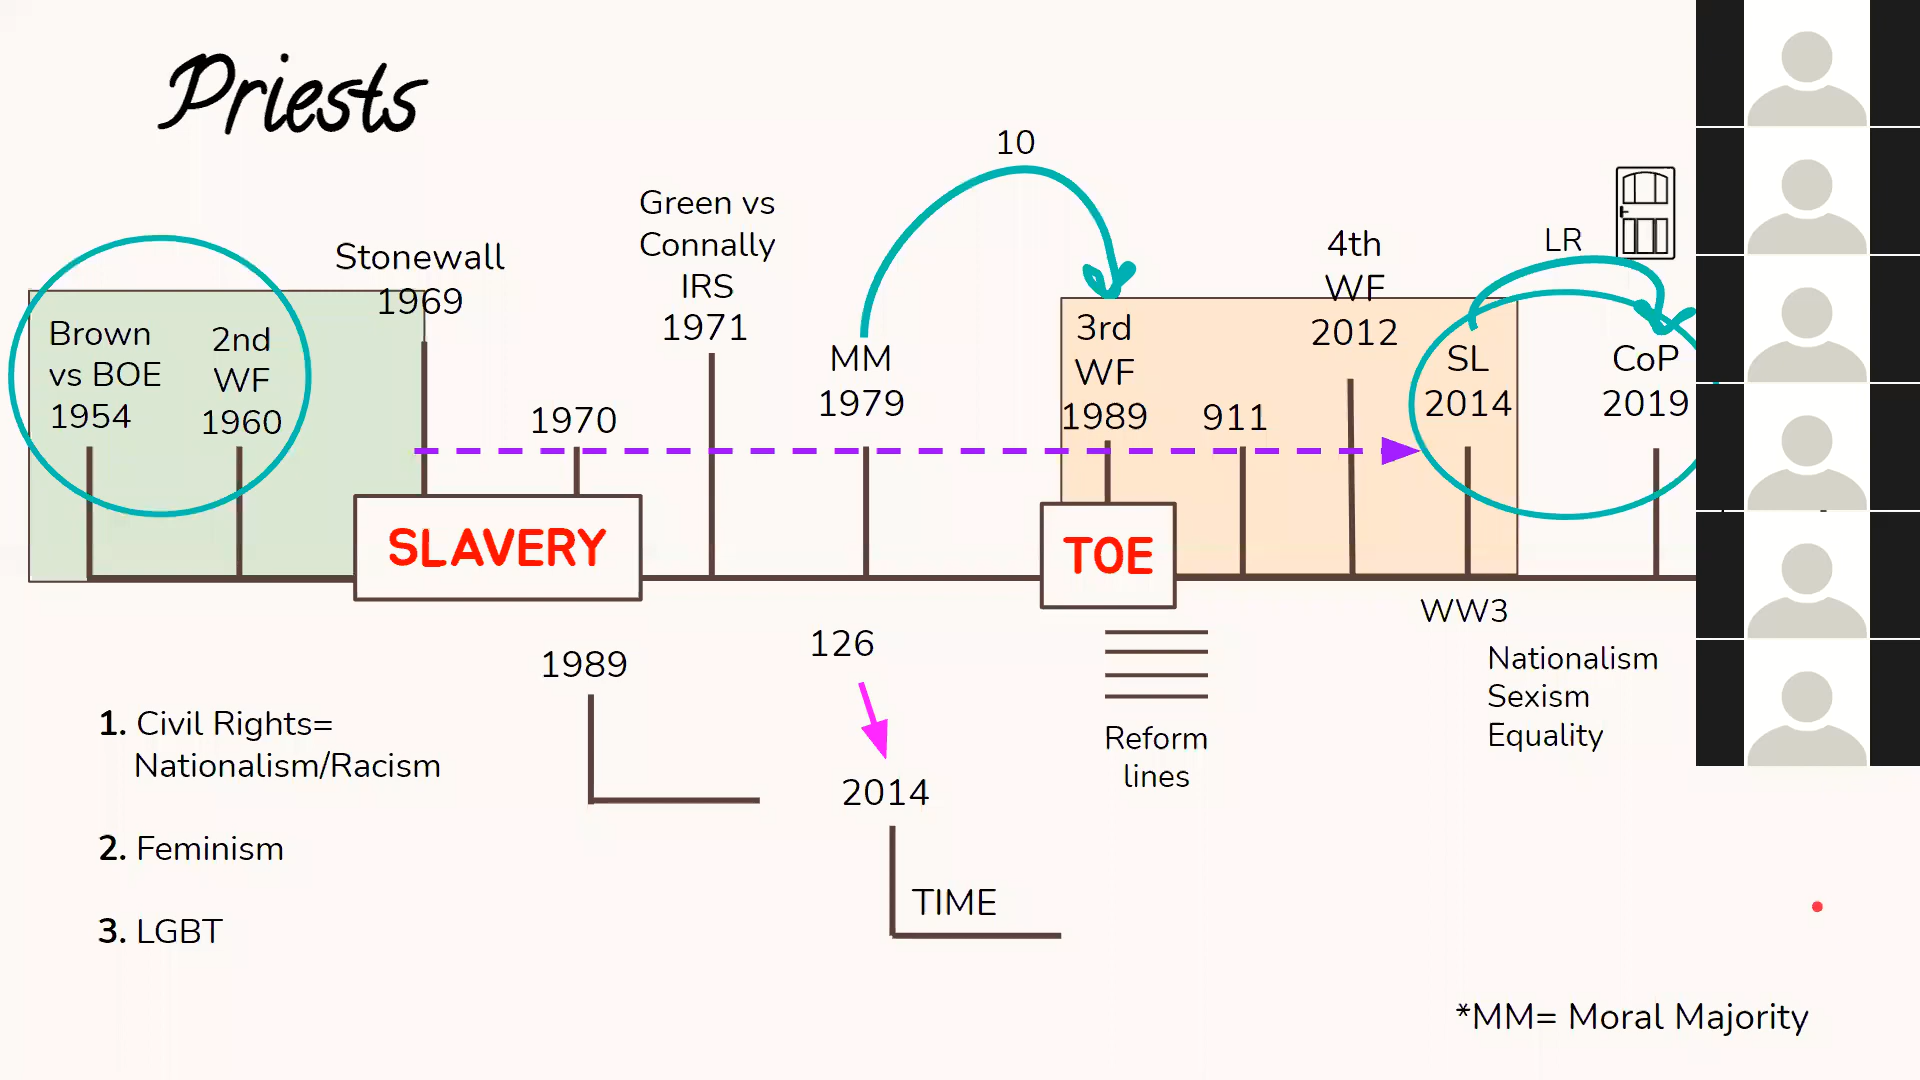 Priests
10
Green vs
Connally
IRS
1971
Stonewall
1969
4th
WF
2012
LR
Brown
vs BOE
1954
2nd
WF
1960
1970
MM
1979
3rd
WF
1989
911
SL
2014
CoP
2019
SLAVERY
TOE
WW3
Nationalism
Sexism
Equality
1989
126
2014
TIME
Reform
lines
1. Civil Rights=
Nationalism/Racism
2. Feminism
3. LGBT
*MM= Moral Majority